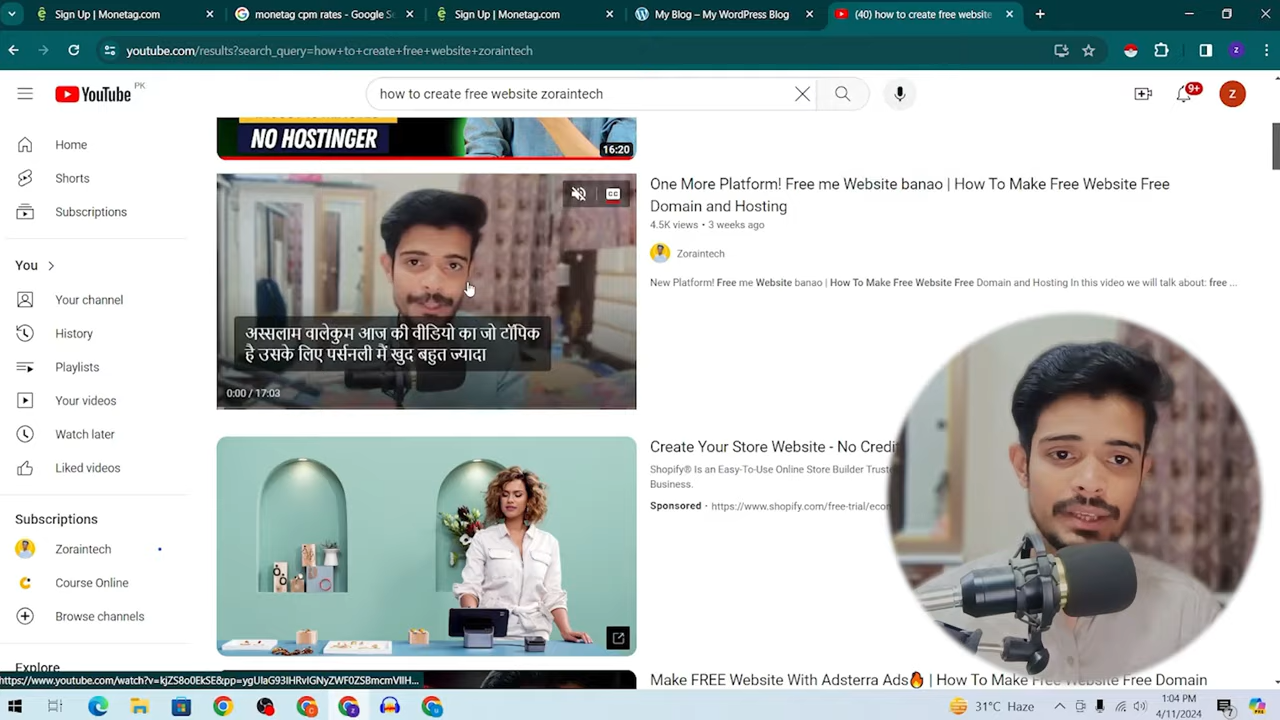 Sign Up | Monetag.com
monetag cpm rates - Google Se
Sign Up | Monetag.com
My Blog – My WordPress Blog
(40) how to create free website
youtube.com/results?search_query=how+to+create+free+website+zoraintech
YouTube PK
how to create free website zoraintech
9+
Z
Home
Shorts
Subscriptions
You
Your channel
History
Playlists
Your videos
Watch later
Liked videos
Subscriptions
Zoraintech
Course Online
Browse channels
Explore
NO HOSTINGER
16:20
CC
अस्सलाम वालेकुम आज की वीडियो का जो टॉपिक
है उसके लिए पर्सनली मैं खुद बहुत ज्यादा
0:00 / 17:03
One More Platform! Free me Website banao | How To Make Free Website Free
Domain and Hosting
4.5K views • 3 weeks ago
Zoraintech
New Platform! Free me Website banao | How To Make Free Website Free Domain and Hosting In this video we will talk about: free ...
Create Your Store Website - No Credi
Shopify® Is an Easy-To-Use Online Store Builder Trust
Business.
Sponsored · https://www.shopify.com/free-trial/eco
Make FREE Website With Adsterra Ads🔥 | How To Make Free Website Free Domain
31°C Haze
1:04 PM
4/11/2024